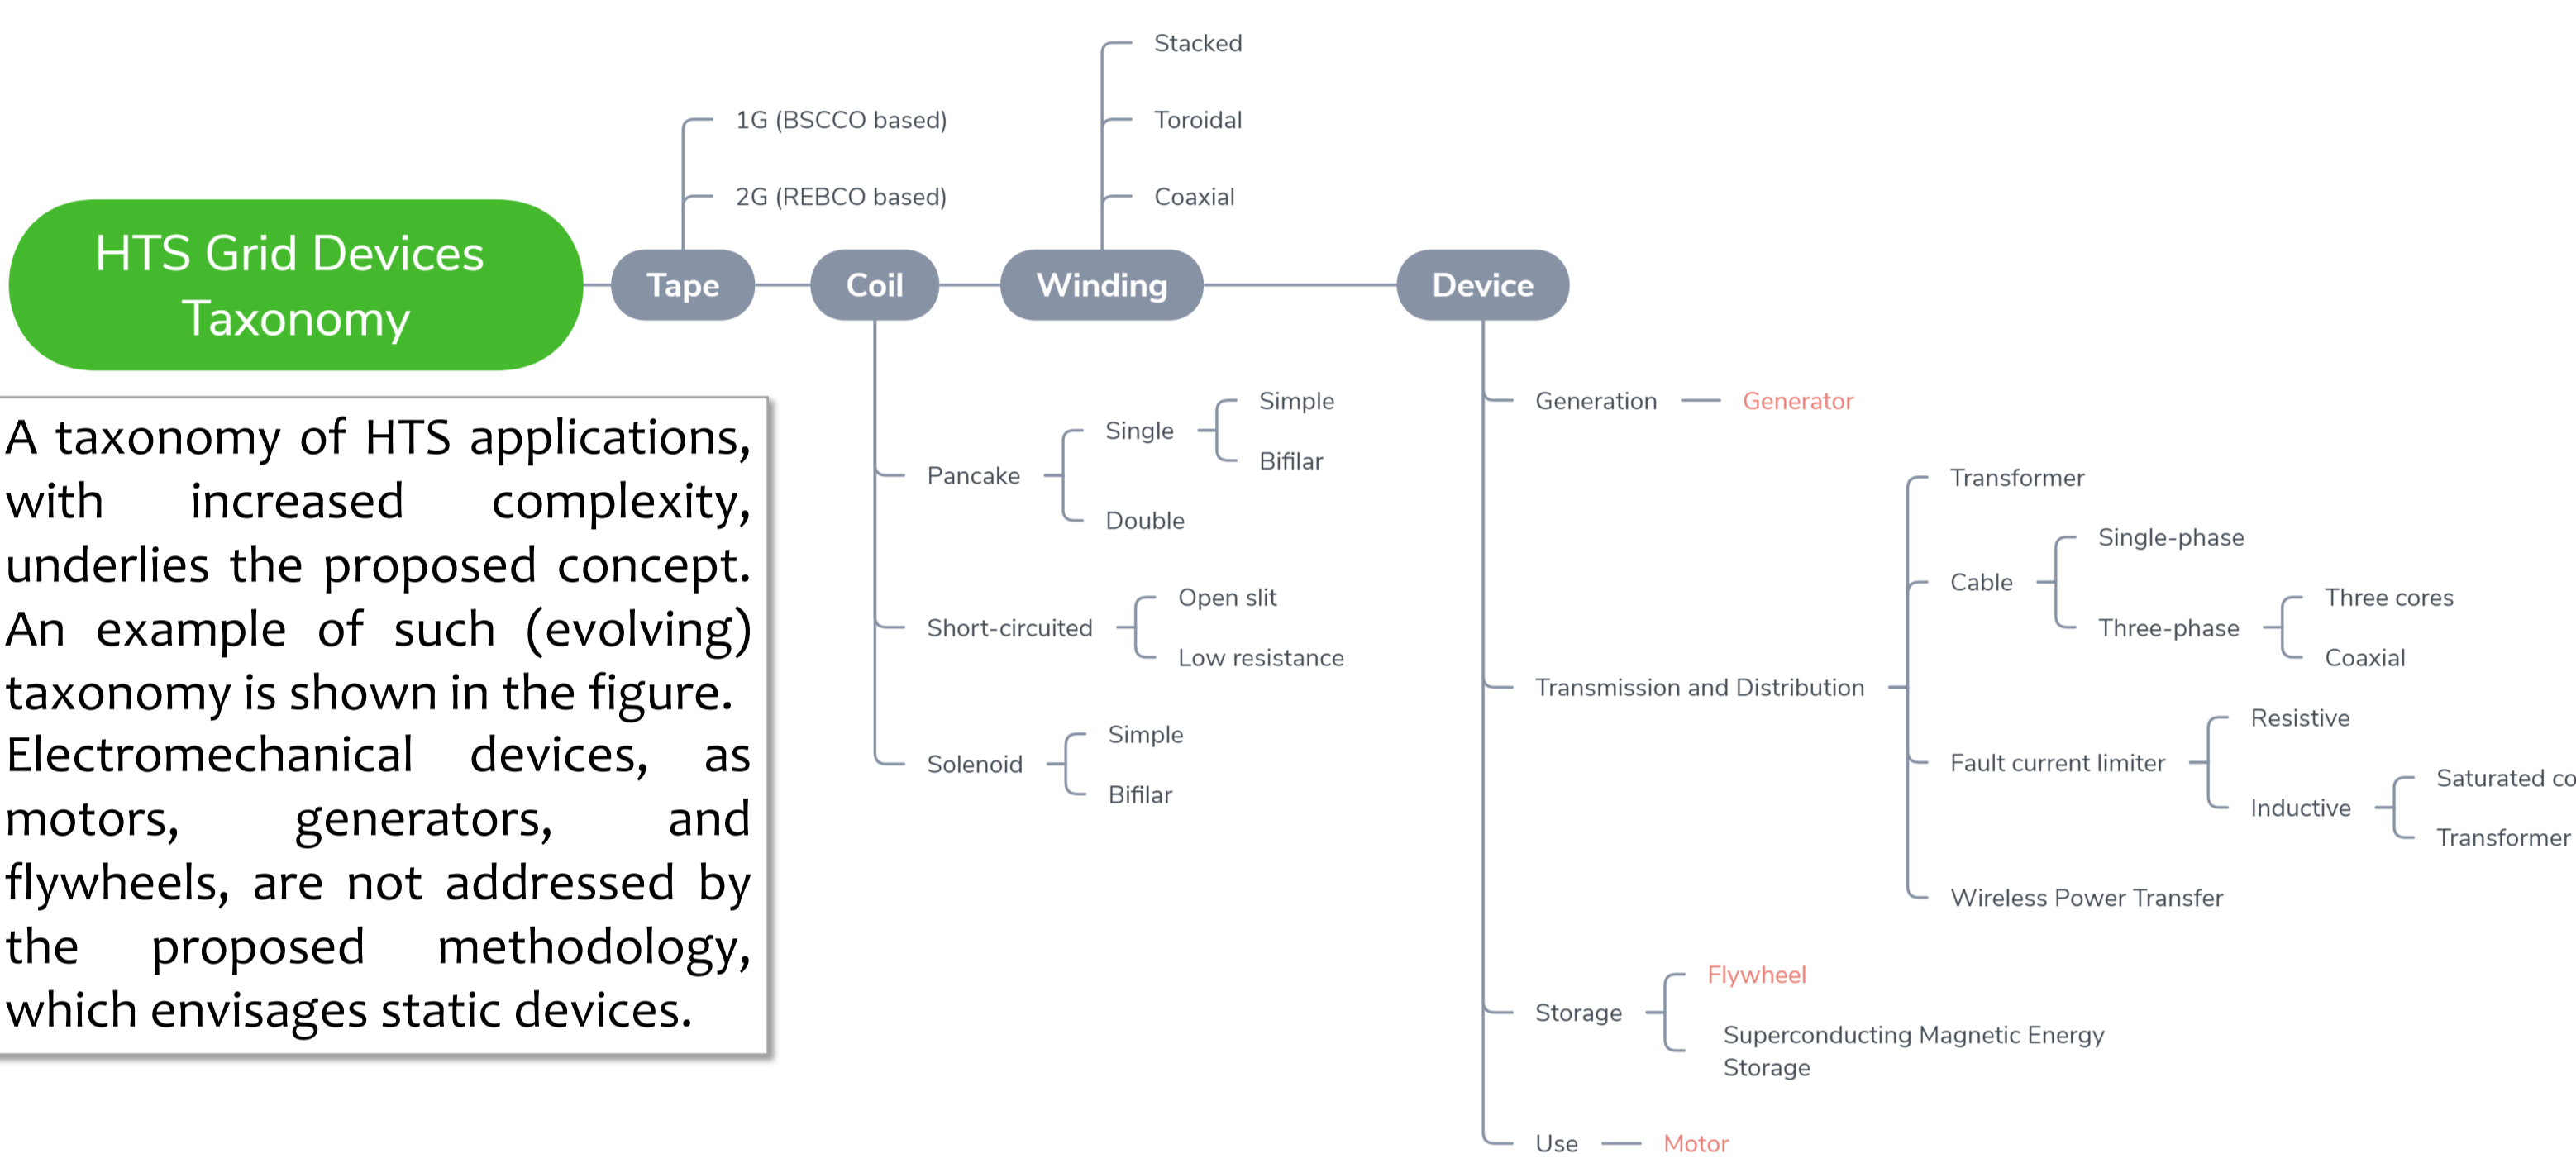 Stacked
1G (BSCCO based)
Toroidal
2G (REBCO based)
Coaxial
HTS Grid Devices
Taxonomy
Tape
Coil
Winding
Device
A taxonomy of HTS applications,
with increased complexity,
underlies the proposed concept.
An example of such (evolving)
taxonomy is shown in the figure.
Electromechanical devices, as
motors, generators, and
flywheels, are not addressed by
the proposed methodology,
which envisages static devices.
Pancake
Single
Simple
Bifilar
Double
Short-circuited
Open slit
Low resistance
Solenoid
Simple
Bifilar
Generation
Generator
Transmission and Distribution
Transformer
Cable
Single-phase
Three-phase
Three cores
Coaxial
Fault current limiter
Resistive
Inductive
Saturated
Transformer
Wireless Power Transfer
Storage
Flywheel
Superconducting Magnetic Energy
Storage
Use
Motor